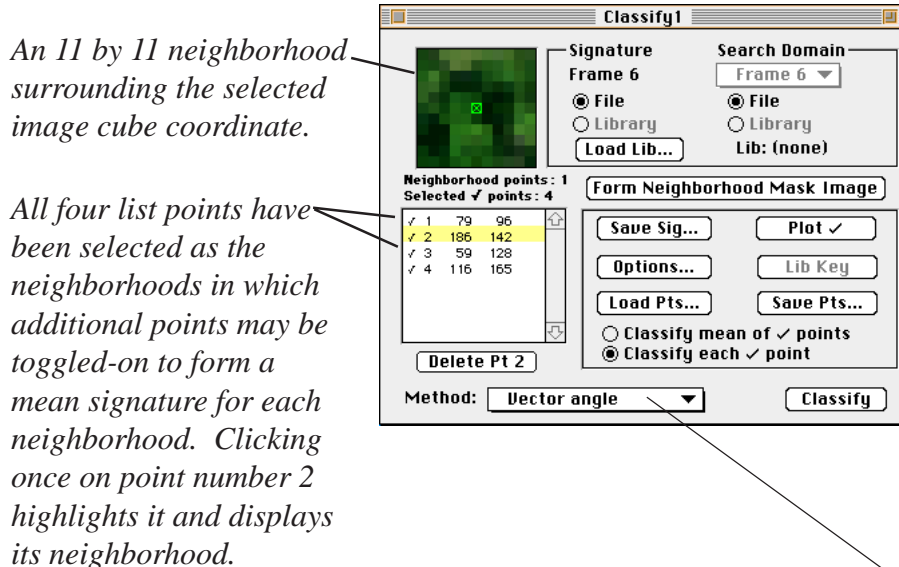 An 11 by 11 neighborhood
surrounding the selected
image cube coordinate.
All four list points have
been selected as the
neighborhoods in which
additional points may be
toggled-on to form a
mean signature for each
neighborhood.  Clicking
once on point number 2
highlights it and displays
its neighborhood.
Classify1
Signature
Frame 6
File
Library
Load Lib...
Search Domain
Frame 6
File
Library
Lib: (none)
Neighborhood points: 1
Selected √ points: 4
Form Neighborhood Mask Image
√ 1 79 96
√ 2 186 142
√ 3 59 128
√ 4 116 165
Delete Pt 2
Save Sig...
Plot ✓
Options...
Lib Key
Load Pts...
Save Pts...
Classify mean of ✓ points
Classify each ✓ point
Method: Vector angle
Classify